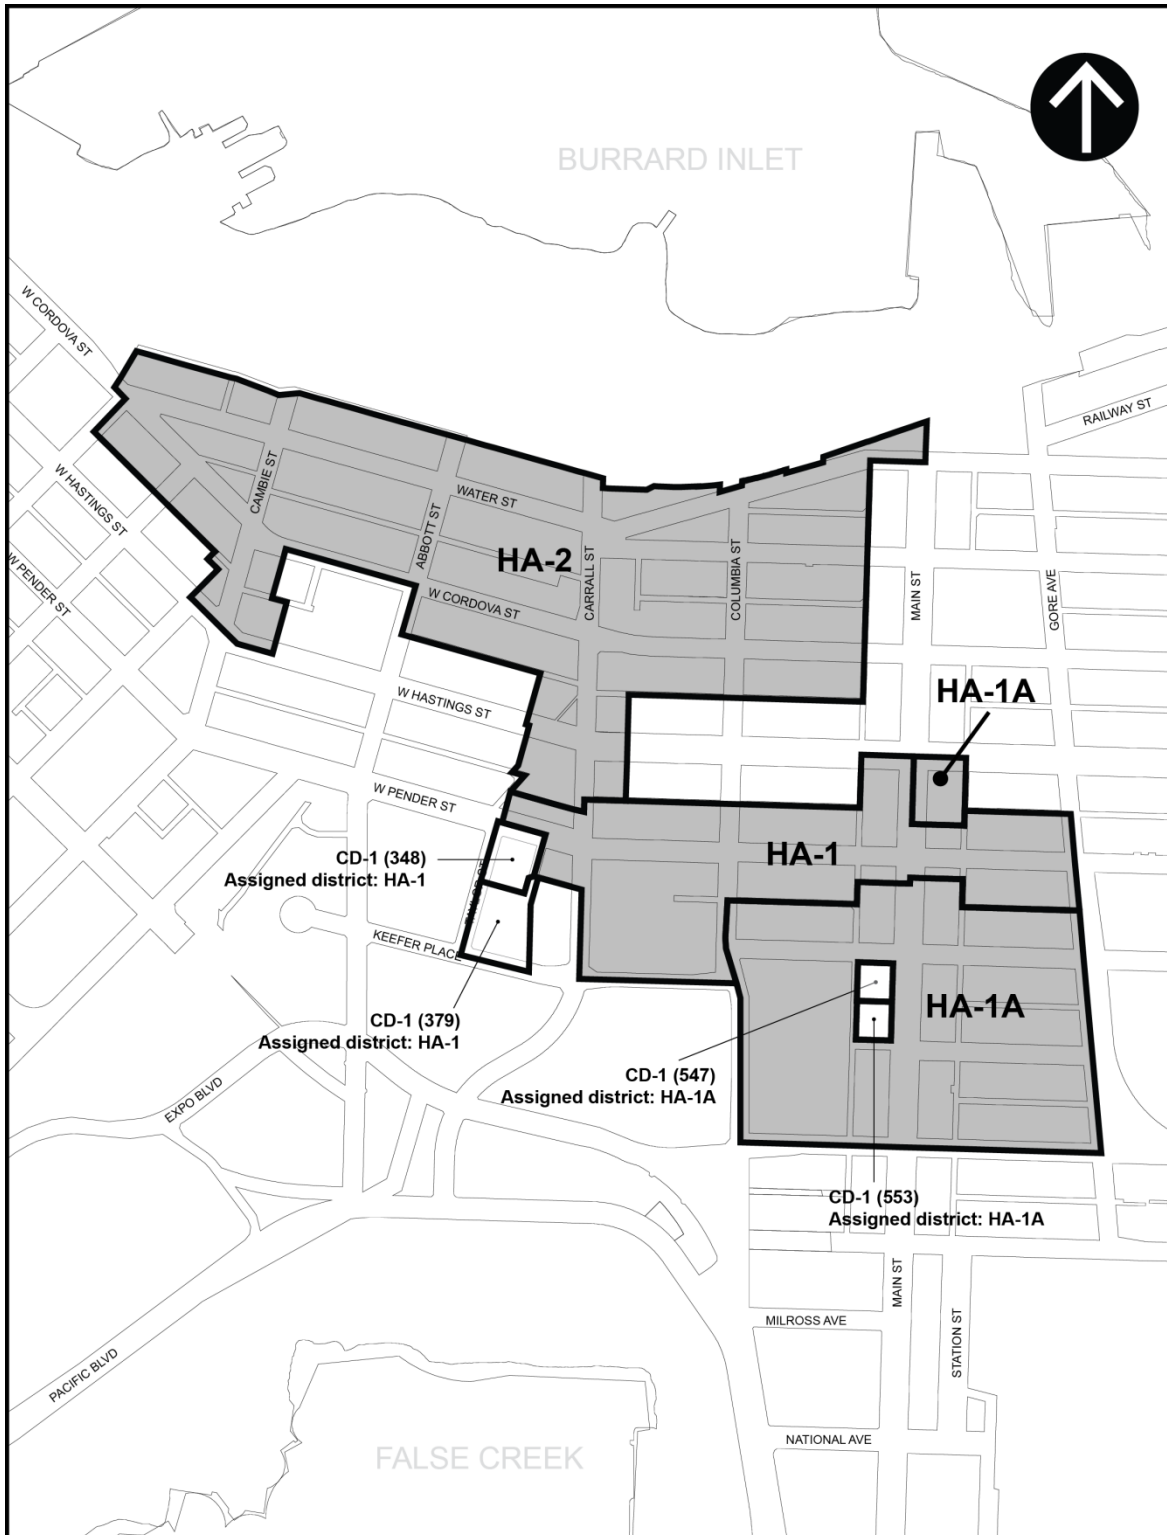 BURRARD INLET
W CORDOVA ST
RAILWAY ST
W HASTINGS ST
CAMBIE ST
WATER ST
ABBOTT ST
HA-2
CARRALL ST
COLUMBIA ST
MAIN ST
GORE AVE
W PENDER ST
W CORDOVA ST
HA-1A
W HASTINGS ST
W PENDER ST
HA-1
CD-1 (348)
Assigned district: HA-1
TAYLOR ST
KEEFER PLACE
HA-1A
CD-1 (379)
Assigned district: HA-1
CD-1 (547)
Assigned district: HA-1A
EXPO BLVD
CD-1 (553)
Assigned district: HA-1A
MAIN ST
MILROSS AVE
STATION ST
PACIFIC BLVD
NATIONAL AVE
FALSE CREEK